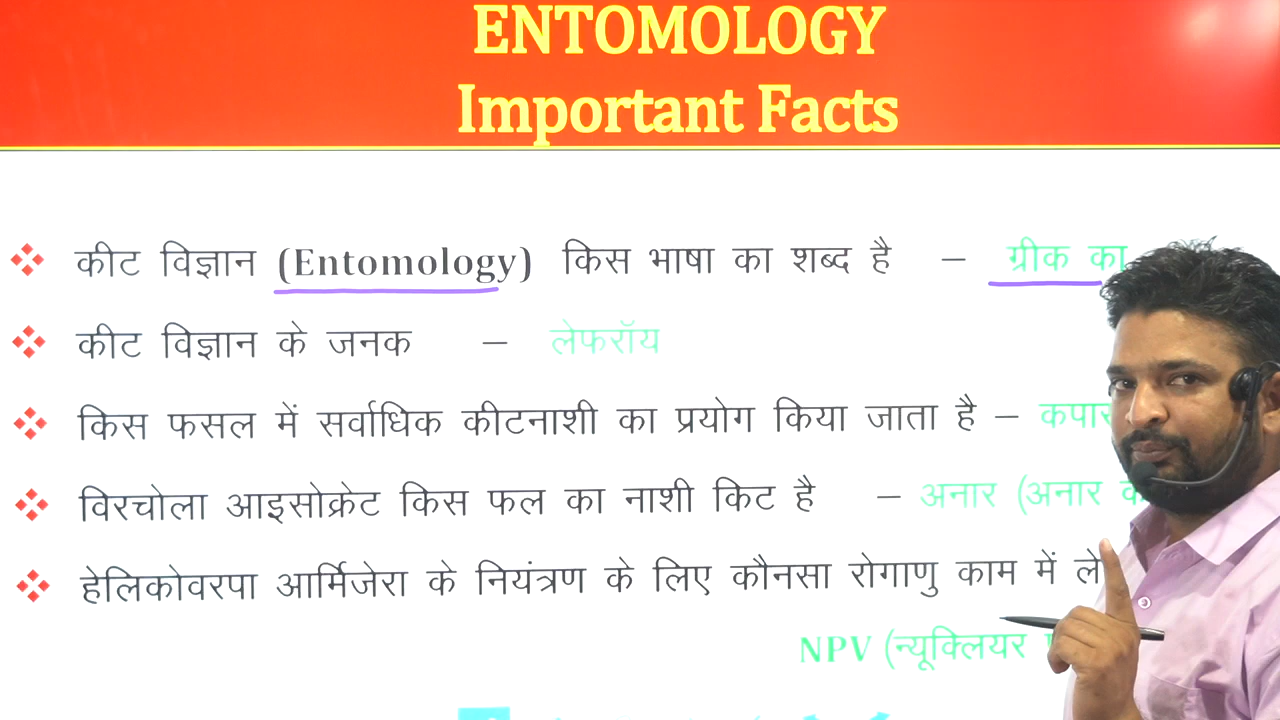 ENTOMOLOGY
Important Facts
कीट विज्ञान (Entomology) किस भाषा का शब्द है – ग्रीक का
कीट विज्ञान के जनक – लेफरॉय
किस फसल में सर्वाधिक कीटनाशी का प्रयोग किया जाता है –
विरचोला आइसोक्रेट किस फल का नाशी किट है – अनार (अनार
हेलिकोवरपा आर्मिजेरा के नियंत्रण के लिए कौनसा रोगाणु काम में
NPV (न्यूक्लियर